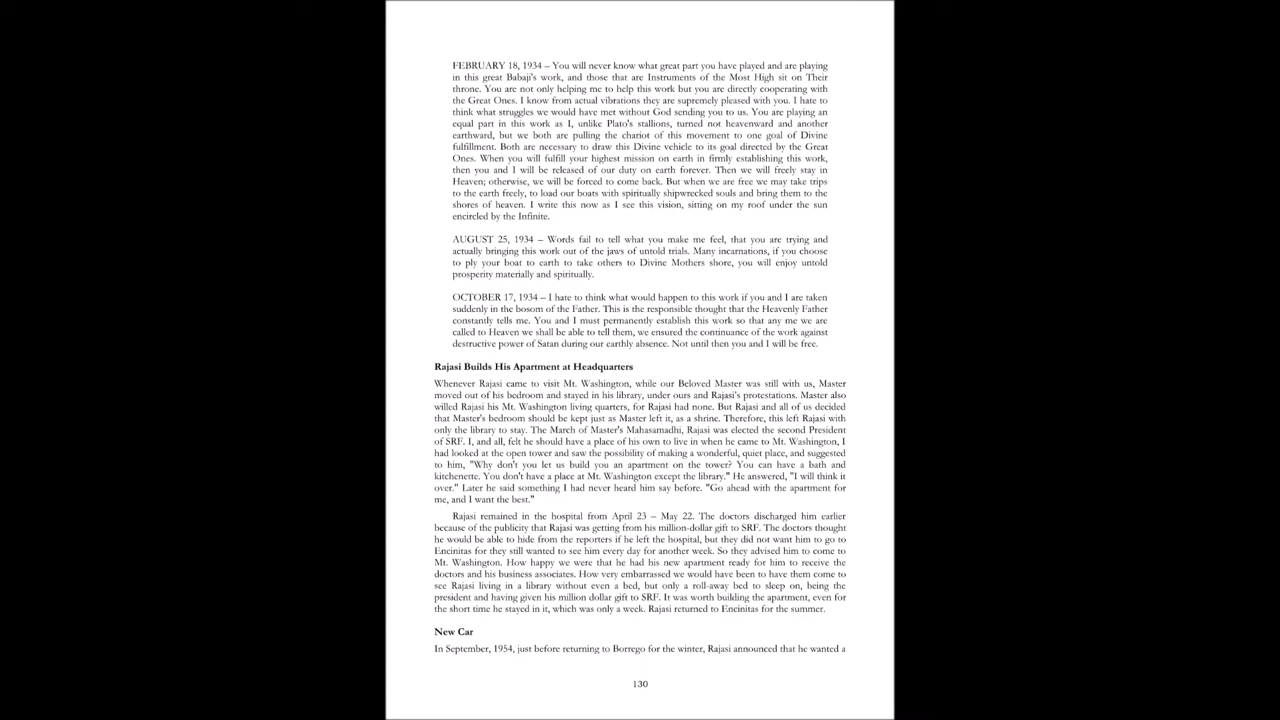 FEBRUARY 18, 1934 – You will never know what great part you have played and are playing
in this great Babaji's work, and those that are Instruments of the Most High sit on Their
throne. You are not only helping me to help this work but you are directly cooperating with
the Great Ones. I know from actual vibrations they are supremely pleased with you. I hate to
think what struggles we would have met without God sending you to us. You are playing an
equal part in this work as I, unlike Plato's stallions, turned not heavenward and another
earthward, but we both are pulling the chariot of this movement to one goal of Divine
fulfillment. Both are necessary to draw this Divine vehicle to its goal directed by the Great
Ones. When you will fulfill your highest mission on earth in firmly establishing this work,
then you and I will be released of our duty on earth forever. Then we will freely stay in
Heaven; otherwise, we will be forced to come back. But when we are free we may take trips
to the earth freely, to load our boats with spiritually shipwrecked souls and bring them to the
shores of heaven. I write this now as I see this vision, sitting on my roof under the sun
encircled by the Infinite.
AUGUST 25, 1934 – Words fail to tell what you make me feel, that you are trying and
actually bringing this work out of the jaws of untold trials. Many incarnations, if you choose
to ply your boat to earth to take others to Divine Mothers shore, you will enjoy untold
prosperity materially and spiritually.
OCTOBER 17, 1934 – I hate to think what would happen to this work if you and I are taken
suddenly in the bosom of the Father. This is the responsible thought that the Heavenly Father
constantly tells me. You and I must permanently establish this work so that any me we are
called to Heaven we shall be able to tell them, we ensured the continuance of the work against
destructive power of Satan during our earthly absence. Not until then you and I will be free.
Rajasi Builds His Apartment at Headquarters
Whenever Rajasi came to visit Mt. Washington, while our Beloved Master was still with us, Master
moved out of his bedroom and stayed in his library, under ours and Rajasi's protestations. Master also
willed Rajasi his Mt. Washington living quarters, for Rajasi had none. But Rajasi and all of us decided
that Master's bedroom should be kept just as Master left it, as a shrine. Therefore, this left Rajasi with
only the library to stay. The March of Master's Mahasamadhi, Rajasi was elected the second President
of SRF. I, and all, felt he should have a place of his own to live in when he came to Mt. Washington, I
had looked at the open tower and saw the possibility of making a wonderful, quiet place, and suggested
to him, "Why don't you let us build you an apartment on the tower? You can have a bath and
kitchenette. You don't have a place at Mt. Washington except the library." He answered, "I will think it
over." Later he said something I had never heard him say before. "Go ahead with the apartment for
me, and I want the best."
Rajasi remained in the hospital from April 23 – May 22. The doctors discharged him earlier
because of the publicity that Rajasi was getting from his million-dollar gift to SRF. The doctors thought
he would be able to hide from the reporters if he left the hospital, but they did not want him to go to
Encinitas for they still wanted to see him every day for another week. So they advised him to come to
Mt. Washington. How happy we were that he had his new apartment ready for him to receive the
doctors and his business associates. How very embarrassed we would have been to have them come to
see Rajasi living in a library without even a bed, but only a roll-away bed to sleep on, being the
president and having given his million dollar gift to SRF. It was worth building the apartment, even for
the short time he stayed in it, which was only a week. Rajasi returned to Encinitas for the summer.
New Car
In September, 1954, just before returning to Borrego for the winter, Rajasi announced that he wanted a
130